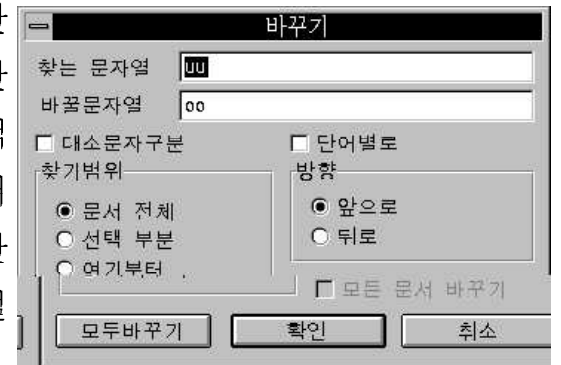 바꾸기
찾는 문자열 uu
바꿀문자열 oo
대소문자구분 단어별로
찾기범위 방향
문서 전체 앞으로
선택 부분 뒤로
여기부터
모든 문서 바꾸기
모두바꾸기 확인 취소